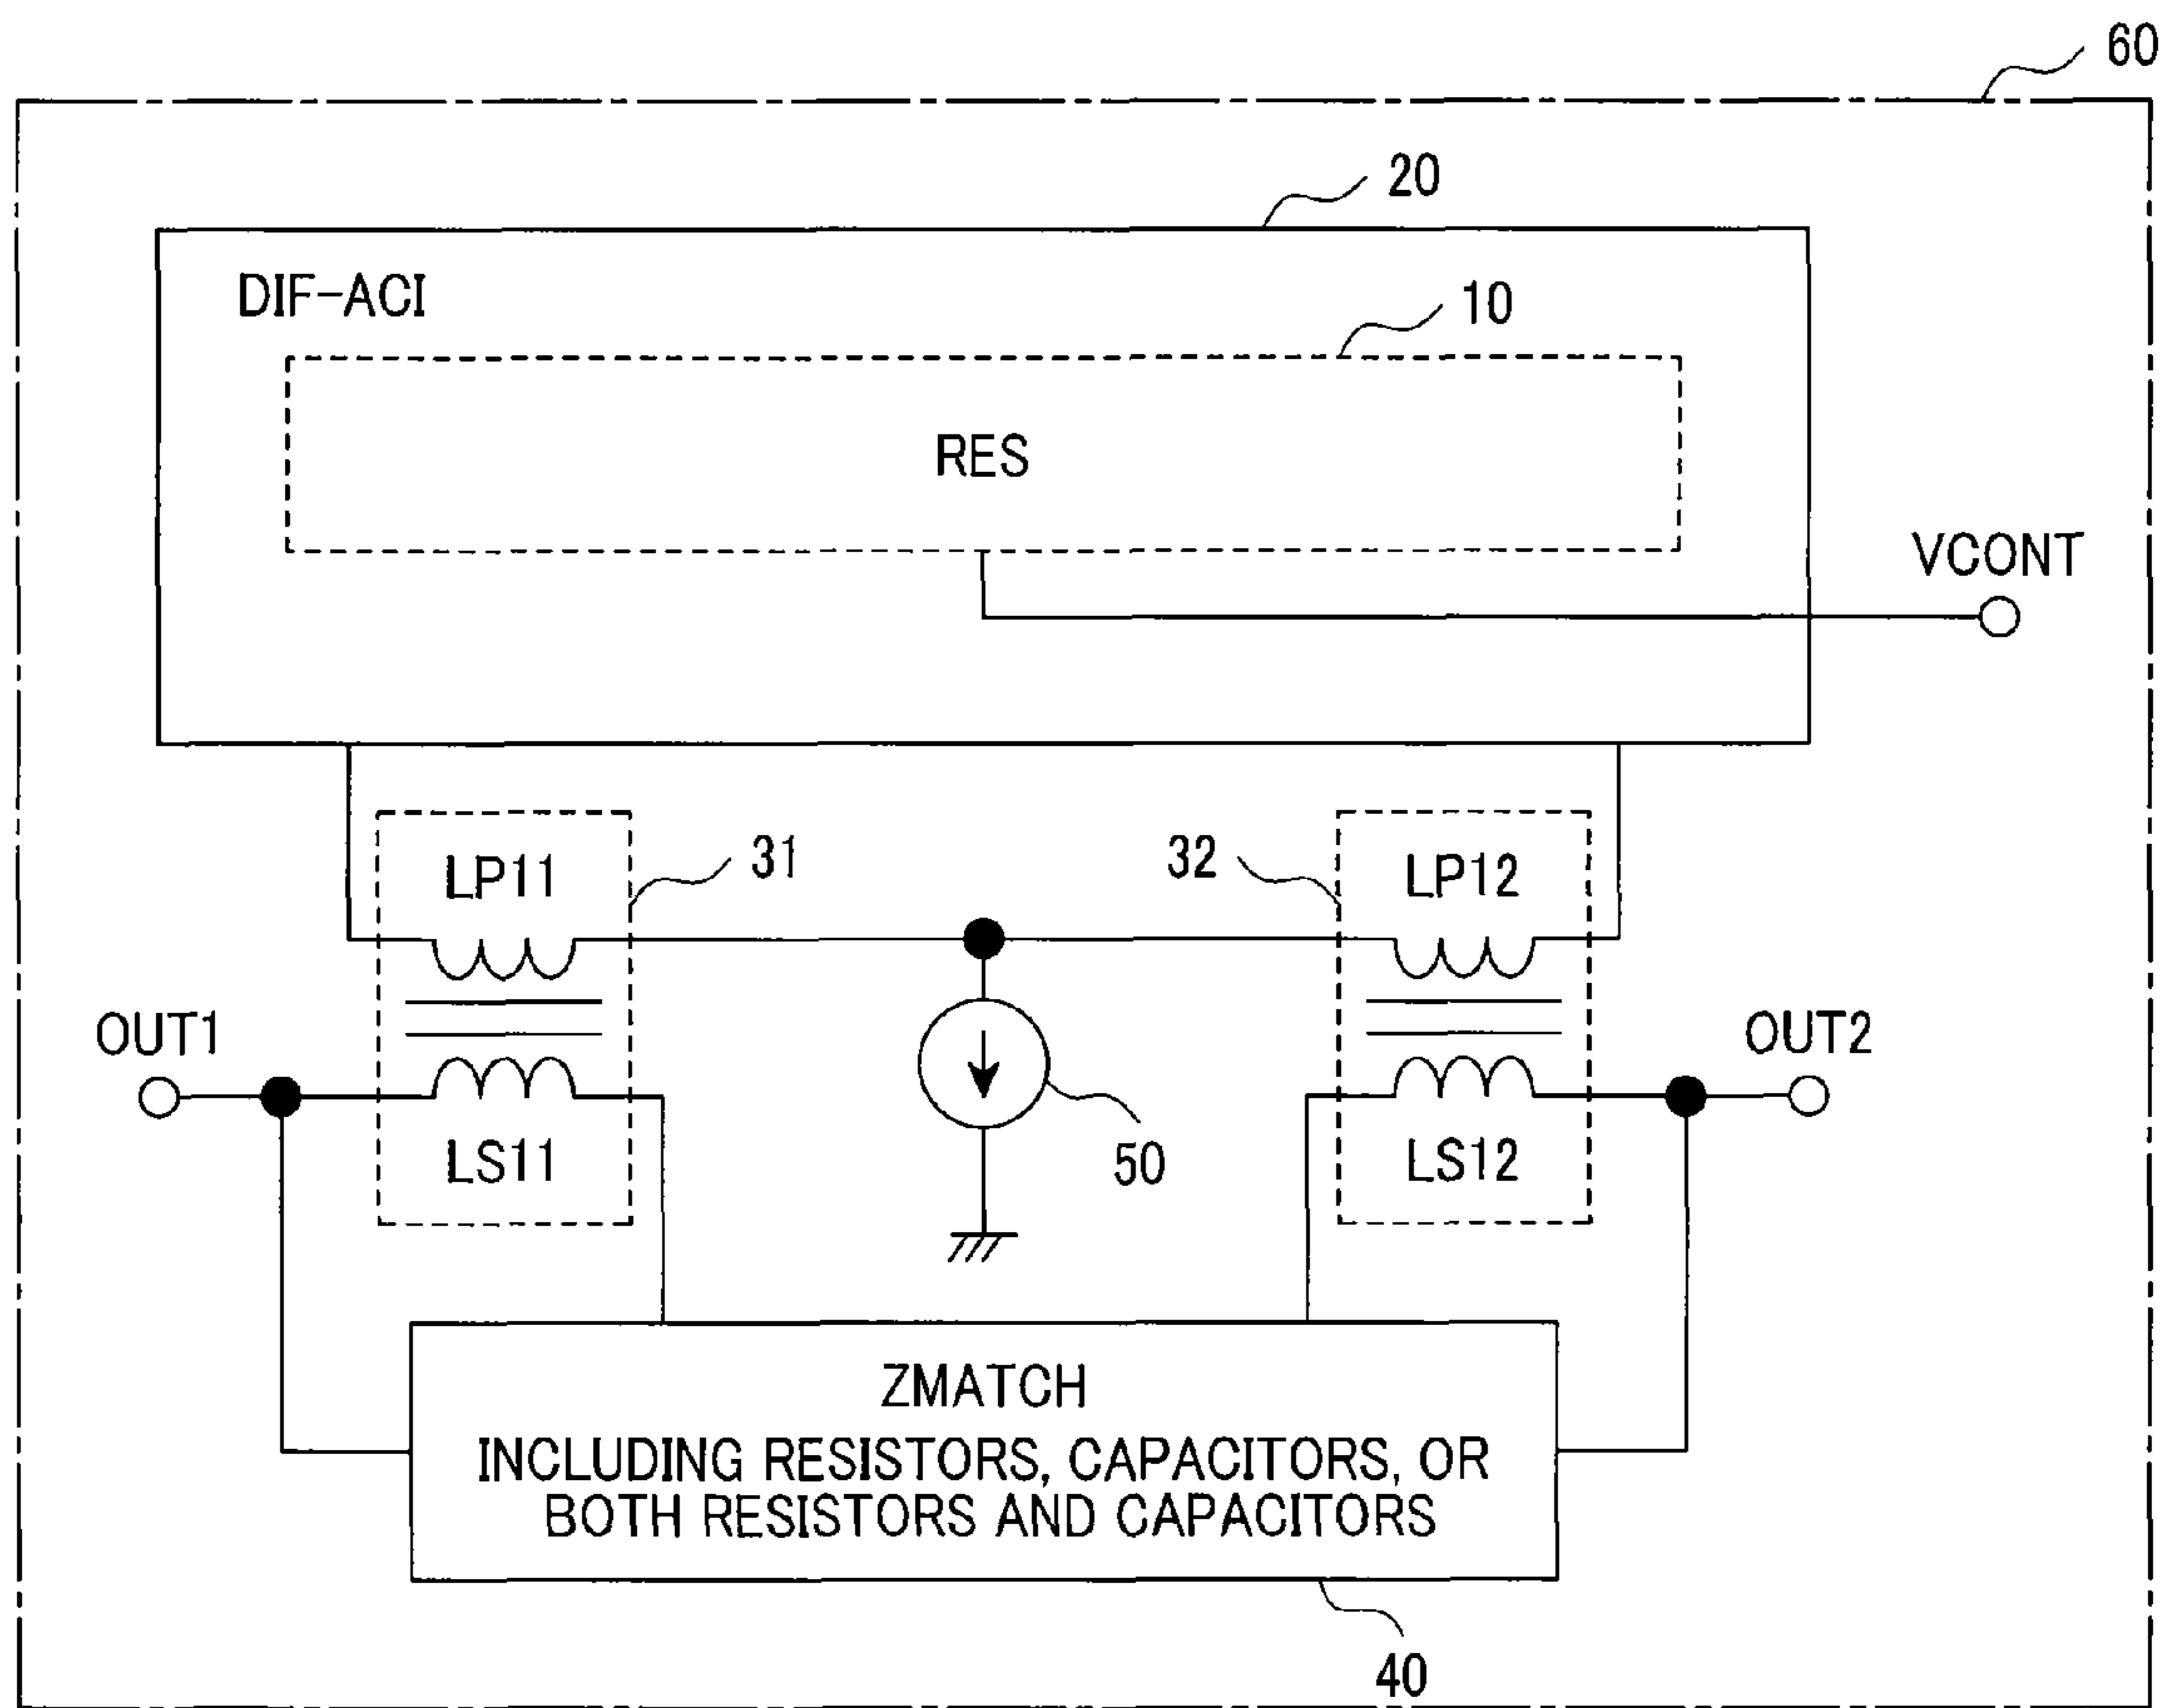 60
20
DIF-ACI
10
RES
VCONT
LP11
31
32
LP12
OUT1
OUT2
LS11
50
LS12
ZMATCH
INCLUDING RESISTORS, CAPACITORS, OR
BOTH RESISTORS AND CAPACITORS
40